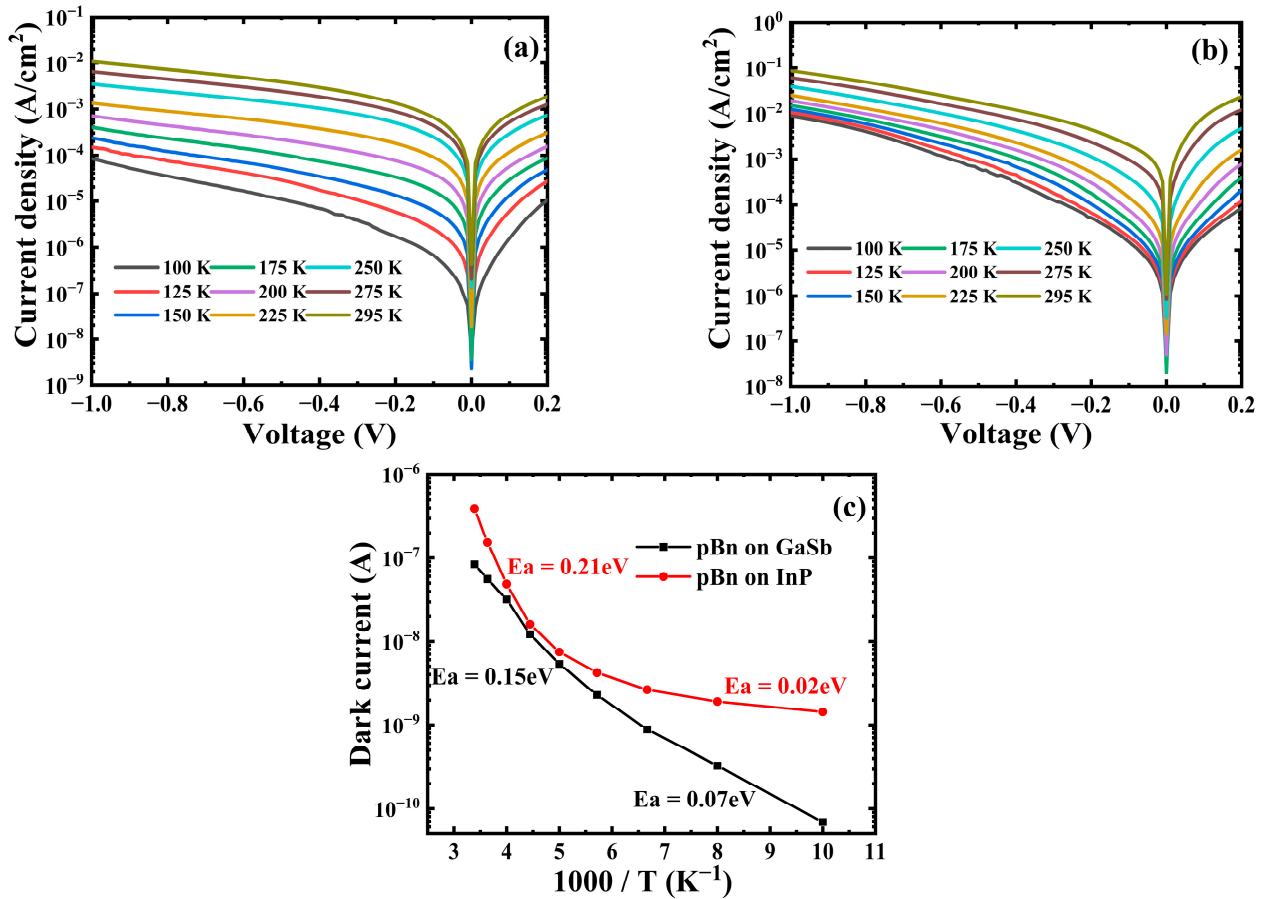 (a)
Current density (A/cm²)
10⁻¹
10⁻²
10⁻³
10⁻⁴
10⁻⁵
10⁻⁶
10⁻⁷
10⁻⁸
10⁻⁹
100 K 175 K 250 K
125 K 200 K 275 K
150 K 225 K 295 K
−1.0 −0.8 −0.6 −0.4 −0.2 0.0 0.2
Voltage (V)
(b)
Current density (A/cm²)
10⁰
10⁻¹
10⁻²
10⁻³
10⁻⁴
10⁻⁵
10⁻⁶
10⁻⁷
10⁻⁸
100 K 175 K 250 K
125 K 200 K 275 K
150 K 225 K 295 K
−1.0 −0.8 −0.6 −0.4 −0.2 0.0 0.2
Voltage (V)
(c)
Dark current (A)
10⁻⁶
10⁻⁷
10⁻⁸
10⁻⁹
10⁻¹⁰
pBn on GaSb
pBn on InP
Ea = 0.21eV
Ea = 0.15eV
Ea = 0.02eV
Ea = 0.07eV
3 4 5 6 7 8 9 10 11
1000 / T (K⁻¹)